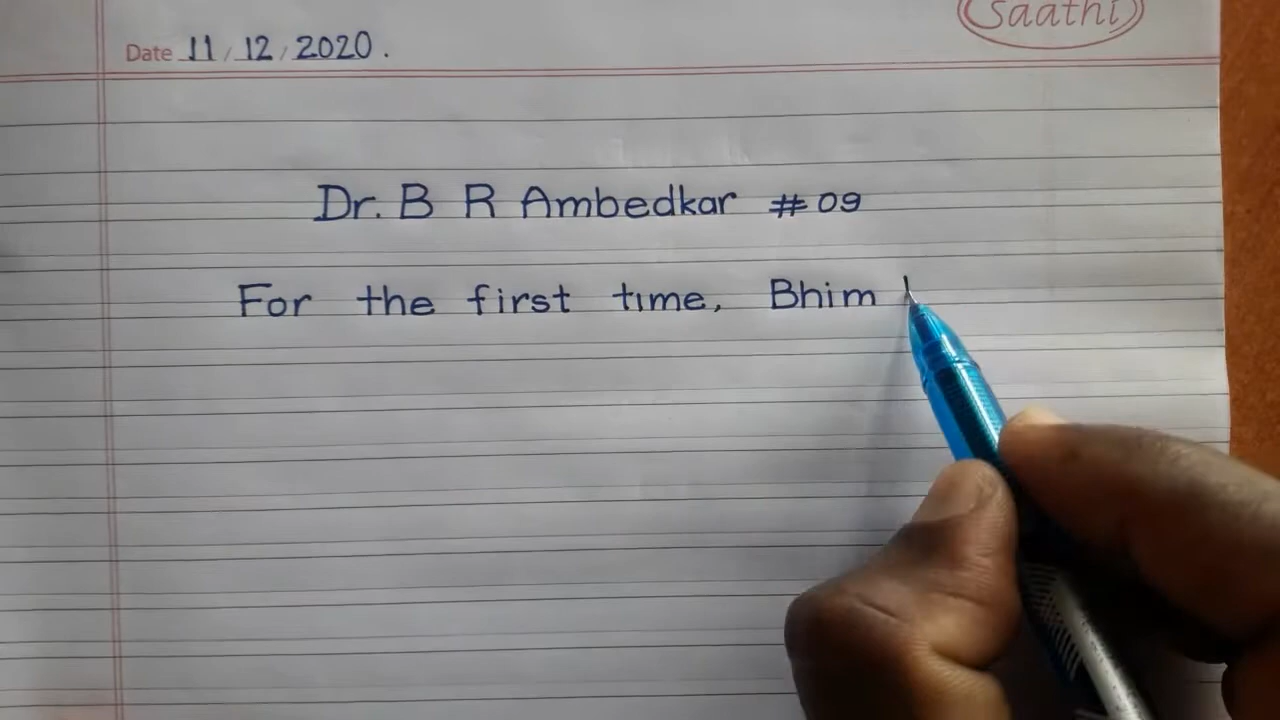 Saathi
Date 11/12/2020.
Dr. B R Ambedkar #09
For the first time, Bhim